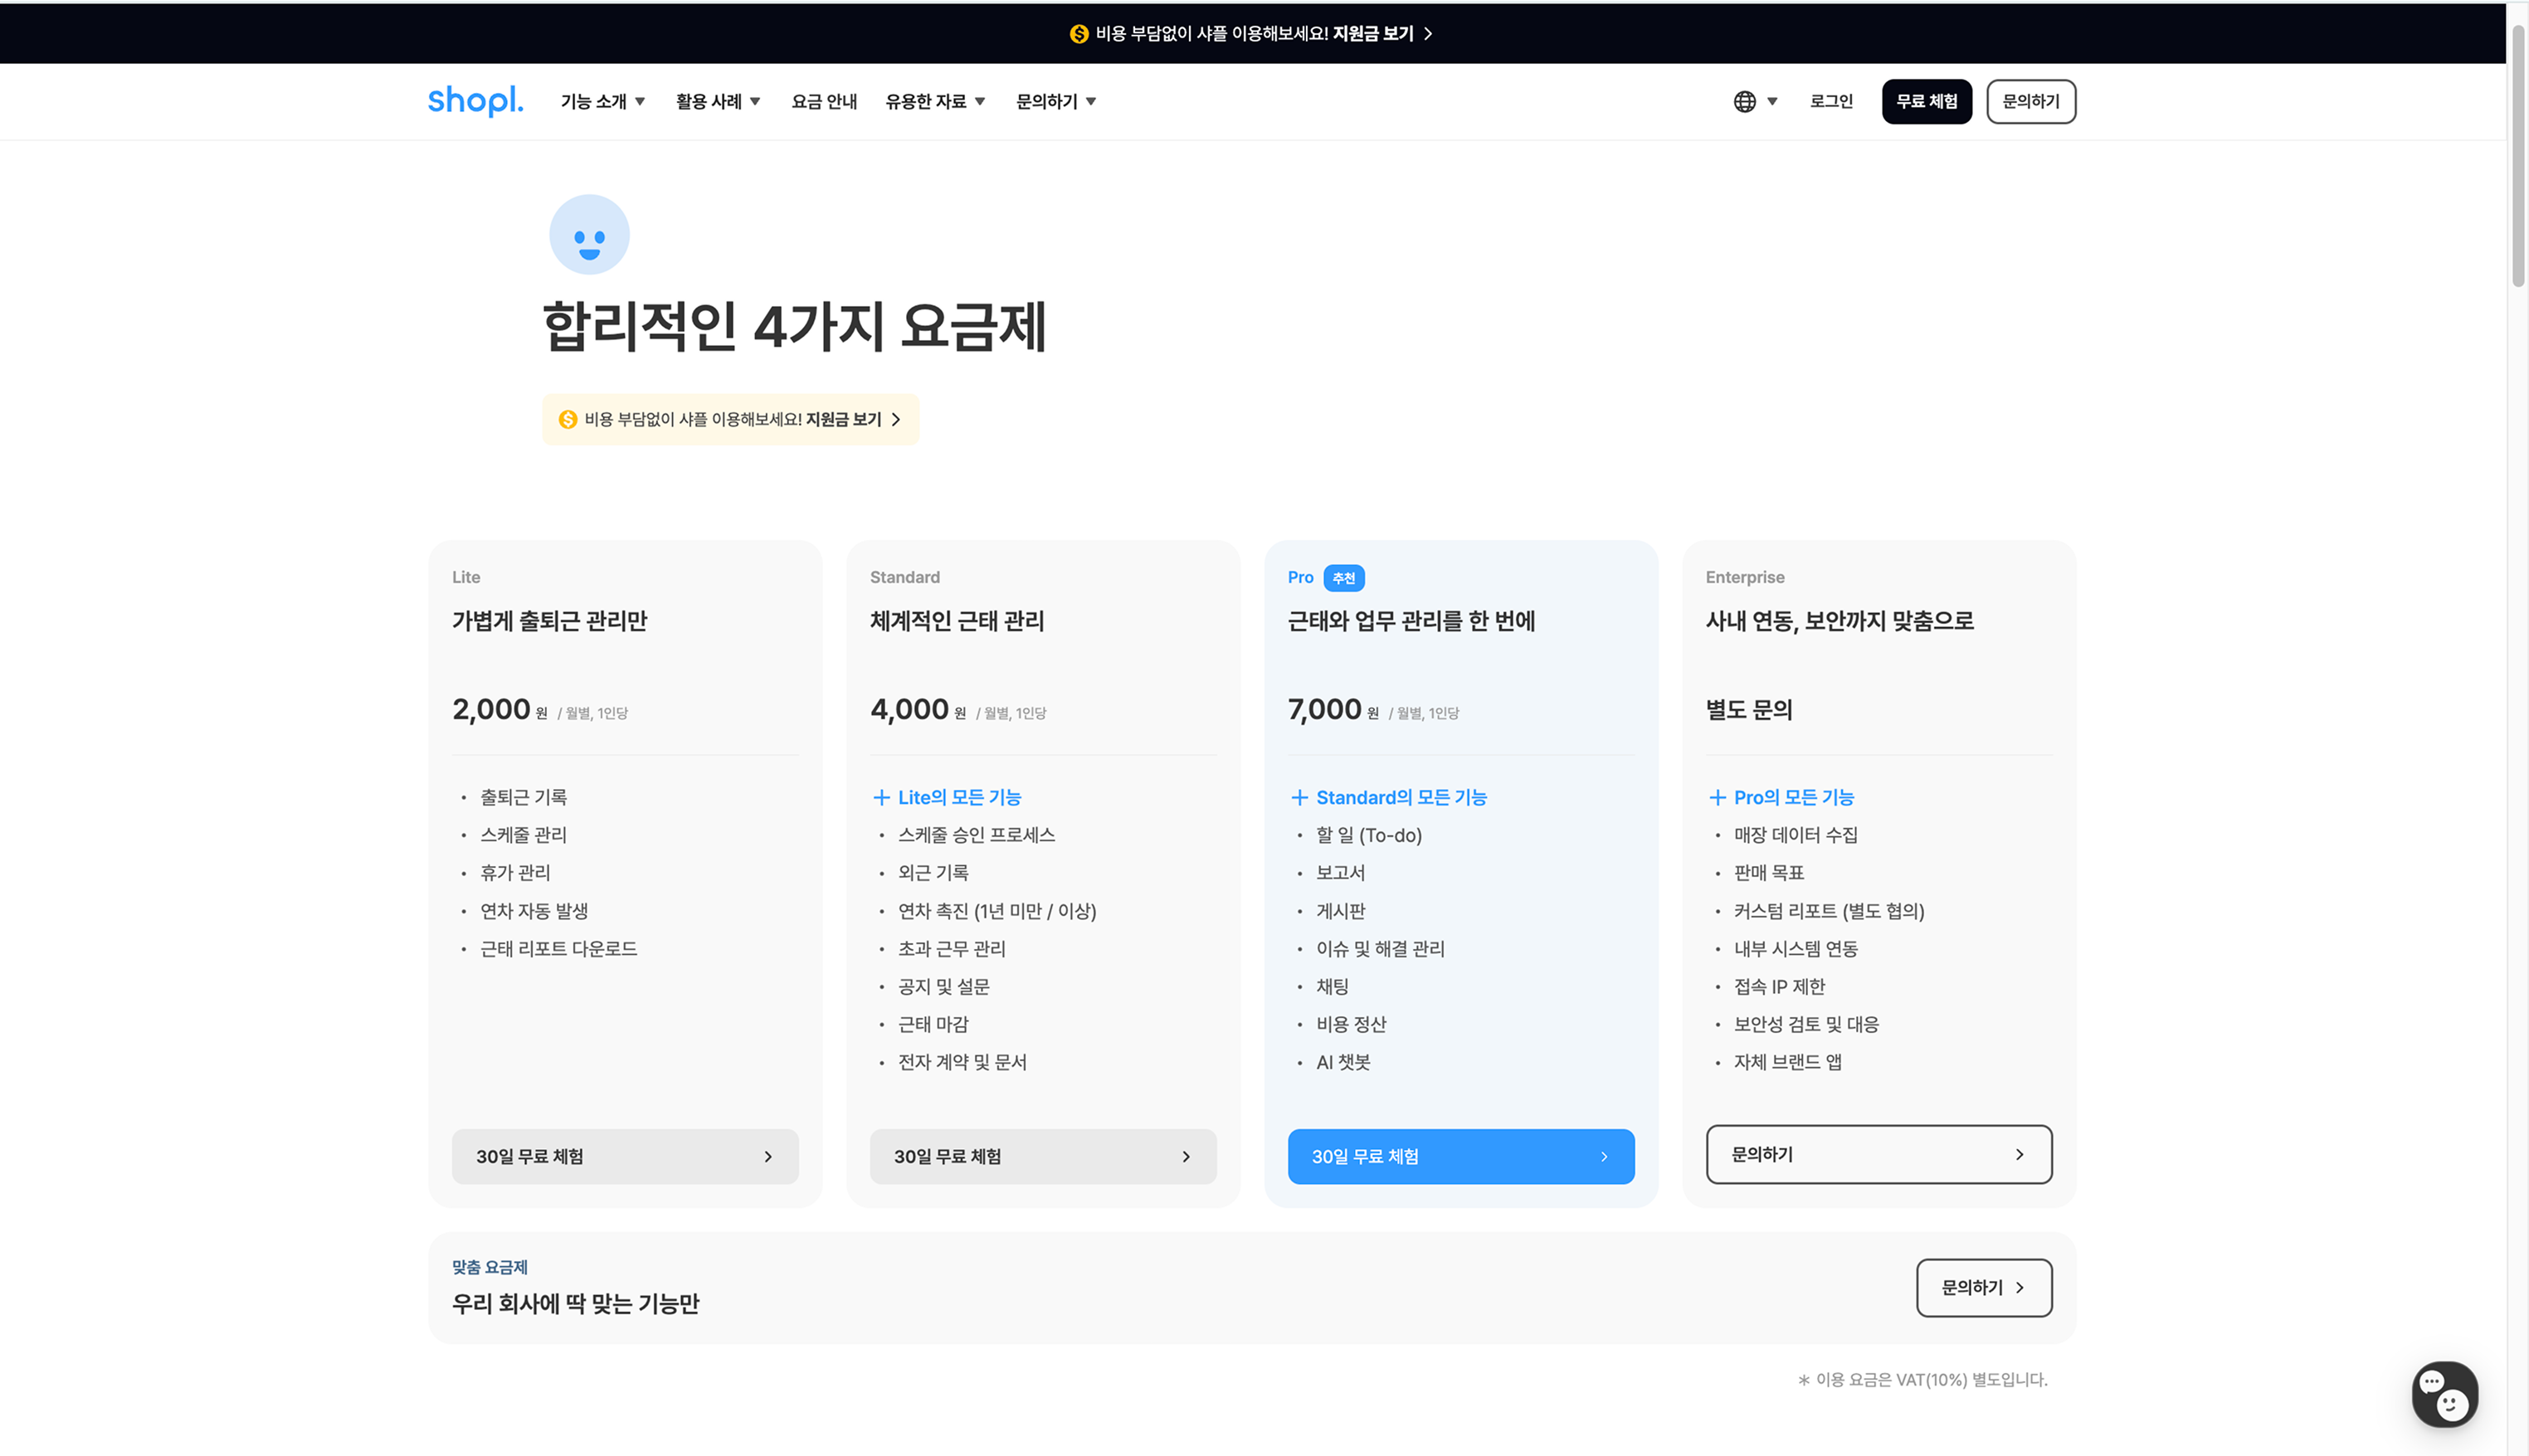 비용 부담없이 샤플 이용해보세요! 지원금 보기
shopl. 기능 소개 활용 사례 요금 안내 유용한 자료 문의하기 로그인 무료 체험 문의하기
합리적인 4가지 요금제
비용 부담없이 샤플 이용해보세요! 지원금 보기
Lite
가볍게 출퇴근 관리만
2,000 원 / 월별, 1인당
• 출퇴근 기록
• 스케줄 관리
• 휴가 관리
• 연차 자동 발생
• 근태 리포트 다운로드
30일 무료 체험
Standard
체계적인 근태 관리
4,000 원 / 월별, 1인당
+ Lite의 모든 기능
• 스케줄 승인 프로세스
• 외근 기록
• 연차 촉진 (1년 미만 / 이상)
• 초과 근무 관리
• 공지 및 설문
• 근태 마감
• 전자 계약 및 문서
30일 무료 체험
Pro 추천
근태와 업무 관리를 한 번에
7,000 원 / 월별, 1인당
+ Standard의 모든 기능
• 할 일 (To-do)
• 보고서
• 게시판
• 이슈 및 해결 관리
• 채팅
• 비용 정산
• AI 챗봇
30일 무료 체험
Enterprise
사내 연동, 보안까지 맞춤으로
별도 문의
+ Pro의 모든 기능
• 매장 데이터 수집
• 판매 목표
• 커스텀 리포트 (별도 협의)
• 내부 시스템 연동
• 접속 IP 제한
• 보안성 검토 및 대응
• 자체 브랜드 앱
문의하기
맞춤 요금제
우리 회사에 딱 맞는 기능만
문의하기
* 이용 요금은 VAT(10%) 별도입니다.